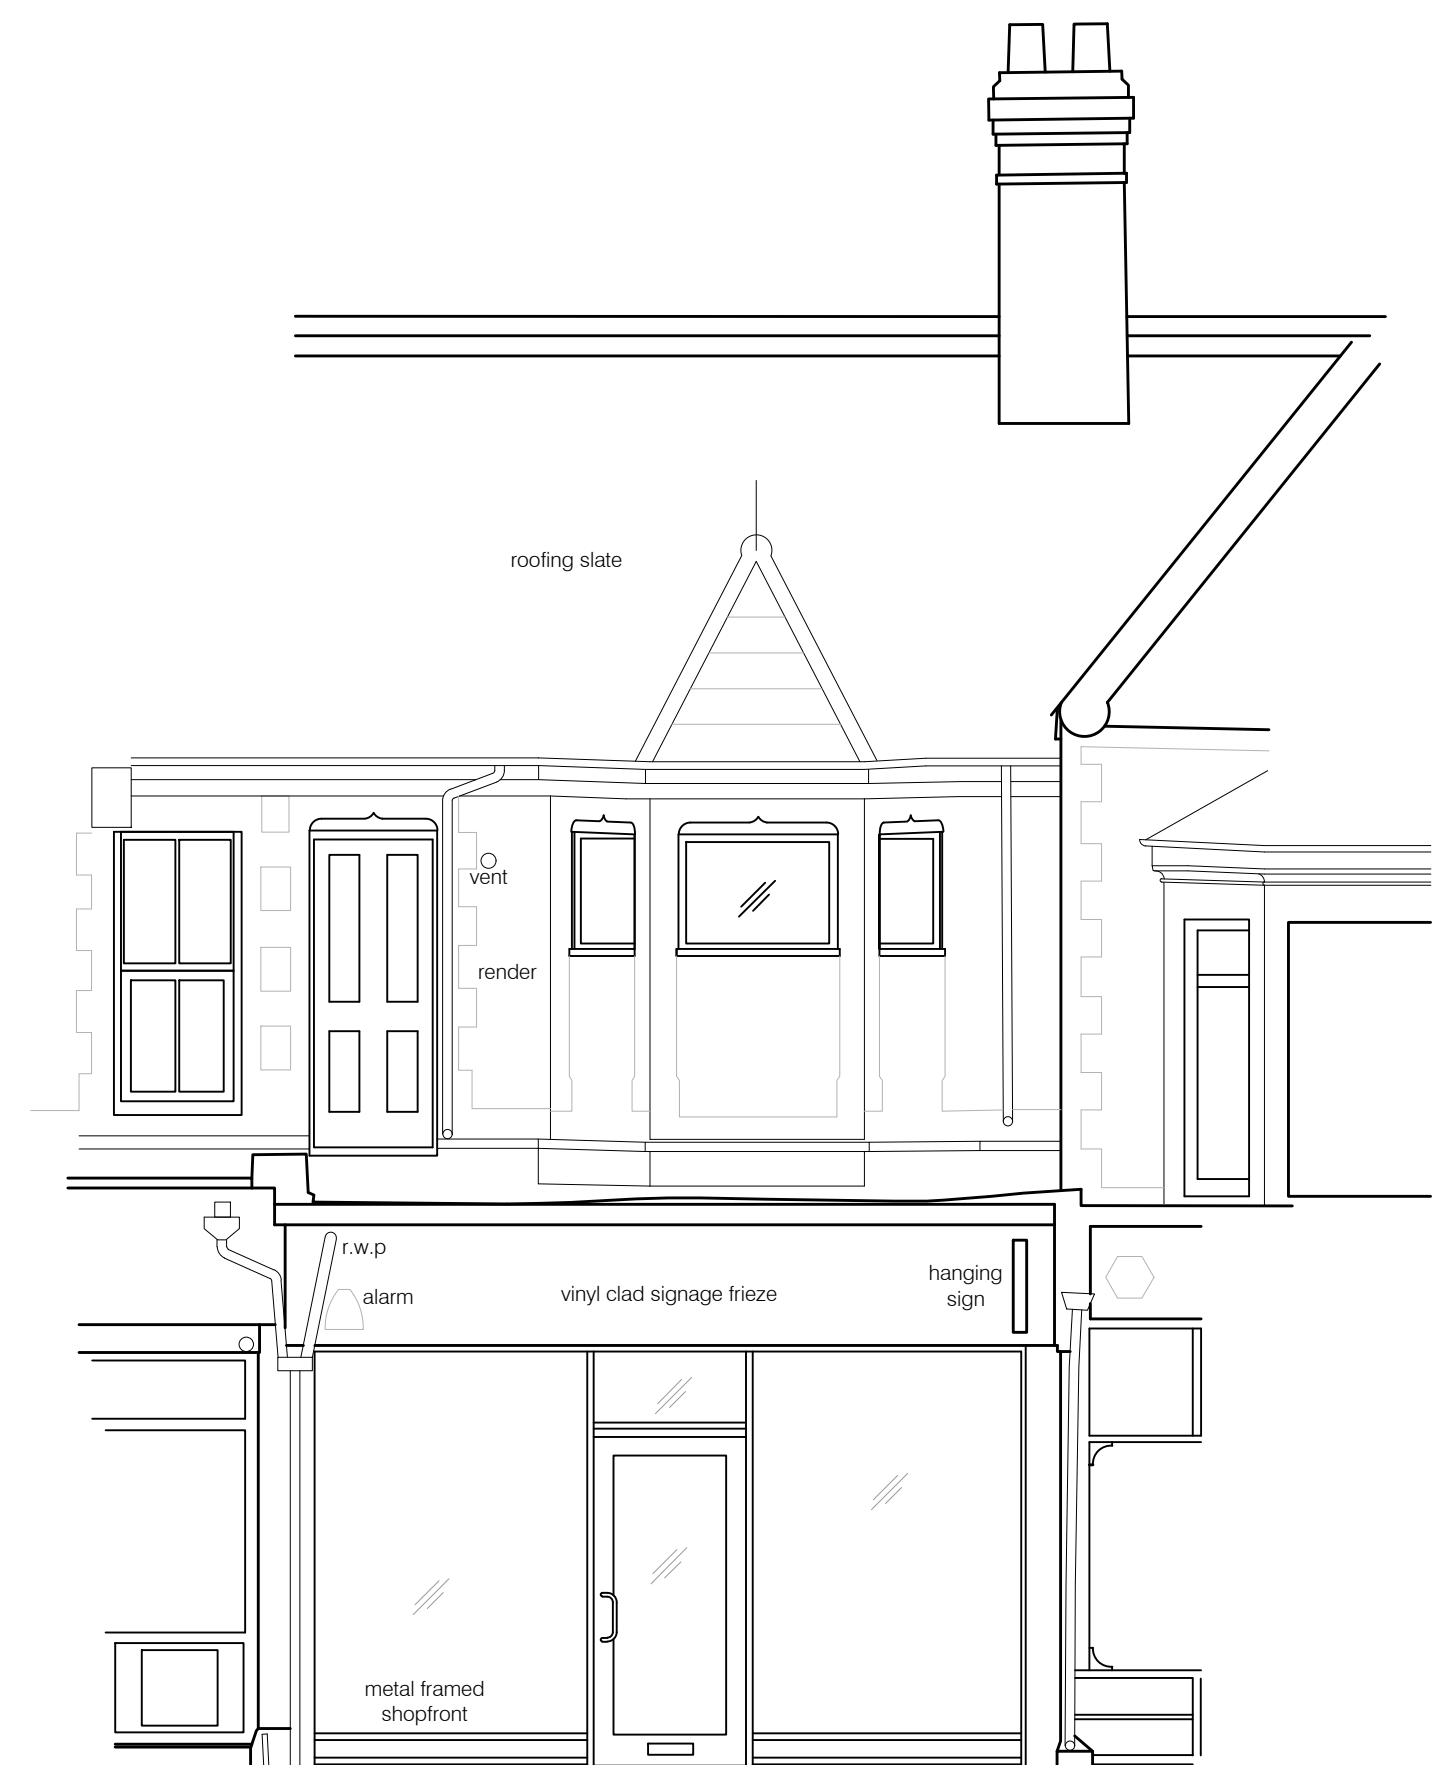 roofing slate
vent
render
r.w.p
alarm
vinyl clad signage frieze
hanging
sign
metal framed
shopfront